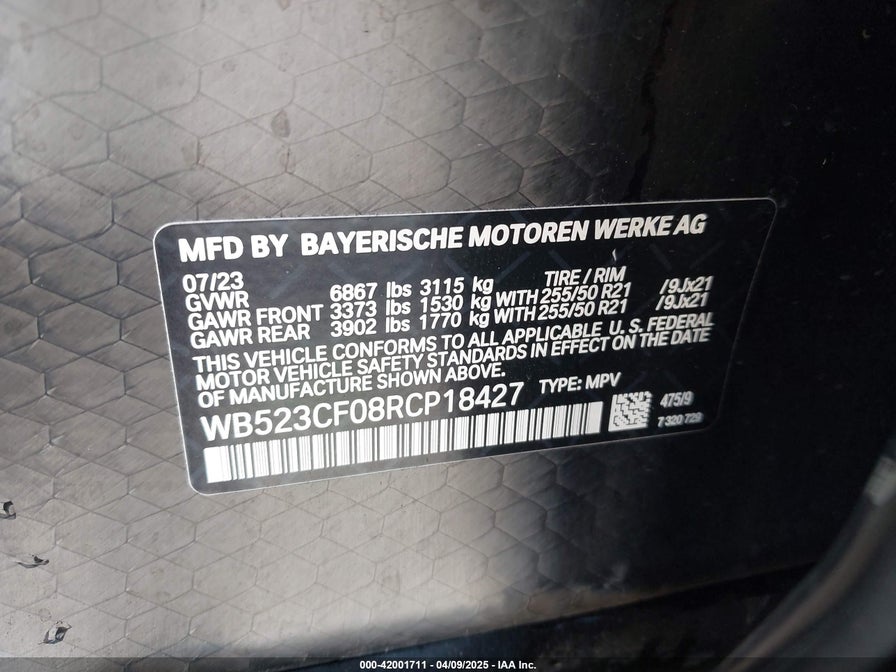 MFD BY BAYERISCHE MOTOREN WERKE AG
07/23 TIRE / RIM
GVWR 6867 lbs 3115 kg
GAWR FRONT 3373 lbs 1530 kg WITH 255/50 R21 /9Jx21
GAWR REAR 3902 lbs 1770 kg WITH 255/50 R21 /9Jx21
THIS VEHICLE CONFORMS TO ALL APPLICABLE U. S. FEDERAL
MOTOR VEHICLE SAFETY STANDARDS IN EFFECT ON THE DATE
OF MANUFACTURE SHOWN ABOVE.
WB523CF08RCP18427 TYPE: MPV
475/9
7 320 729
000-42001711 - 04/09/2025 - IAA Inc.